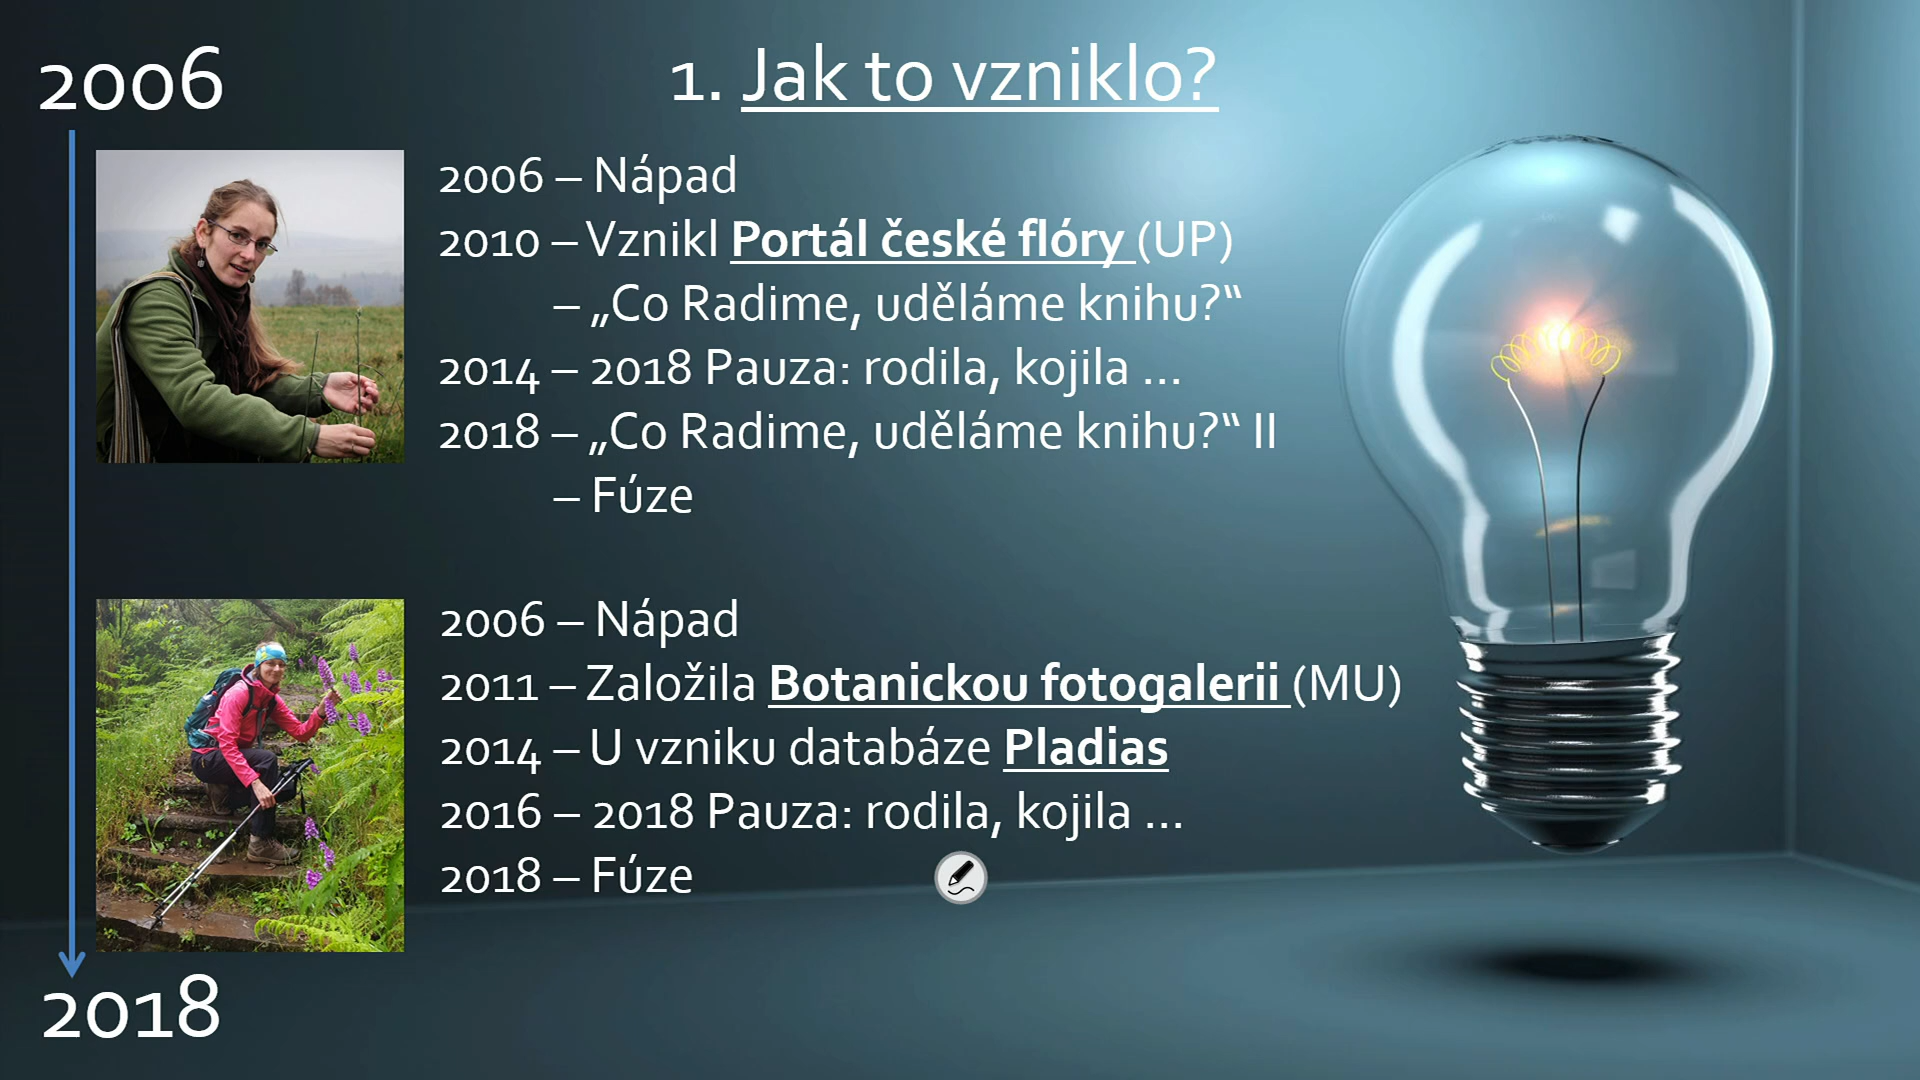 2006
1. Jak to vzniklo?
2006 – Nápad
2010 – Vznikl Portál české flóry (UP)
– „Co Radime, uděláme knihu?“
2014 – 2018 Pauza: rodila, kojila ...
2018 – „Co Radime, uděláme knihu?“ II
– Fúze
2006 – Nápad
2011 – Založila Botanickou fotogalerii (MU)
2014 – U vzniku databáze Pladias
2016 – 2018 Pauza: rodila, kojila ...
2018 – Fúze
2018